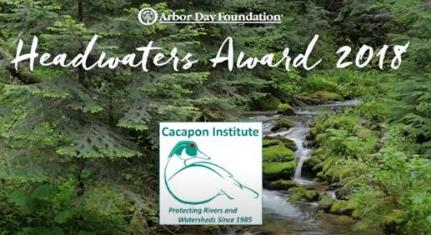 Arbor Day Foundation®
Headwaters Award 2018
Cacapon Institute
Protecting Rivers and
Watersheds Since 1985